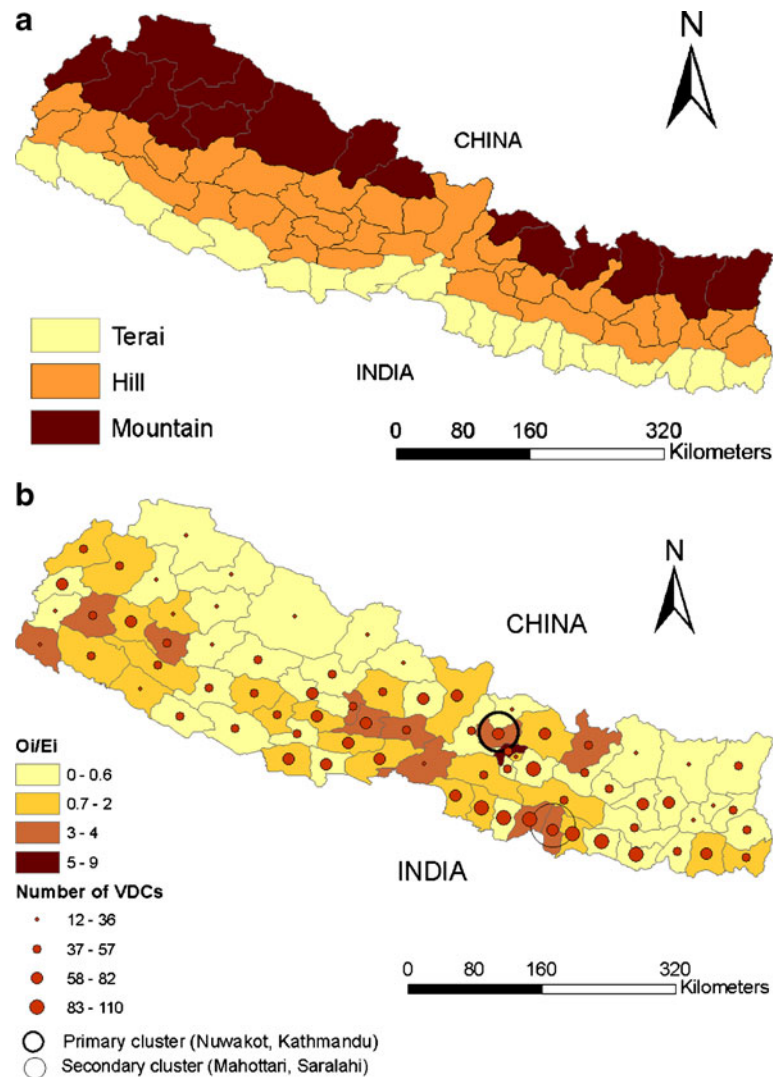 a
N
CHINA
Terai
Hill
Mountain
INDIA
0 80 160 320
Kilometers
b
N
CHINA
Oi/Ei
0 - 0.6
0.7 - 2
3 - 4
5 - 9
INDIA
Number of VDCs
12 - 36
37 - 57
58 - 82
83 - 110
0 80 160 320
Kilometers
Primary cluster (Nuwakot, Kathmandu)
Secondary cluster (Mahottari, Saralahi)